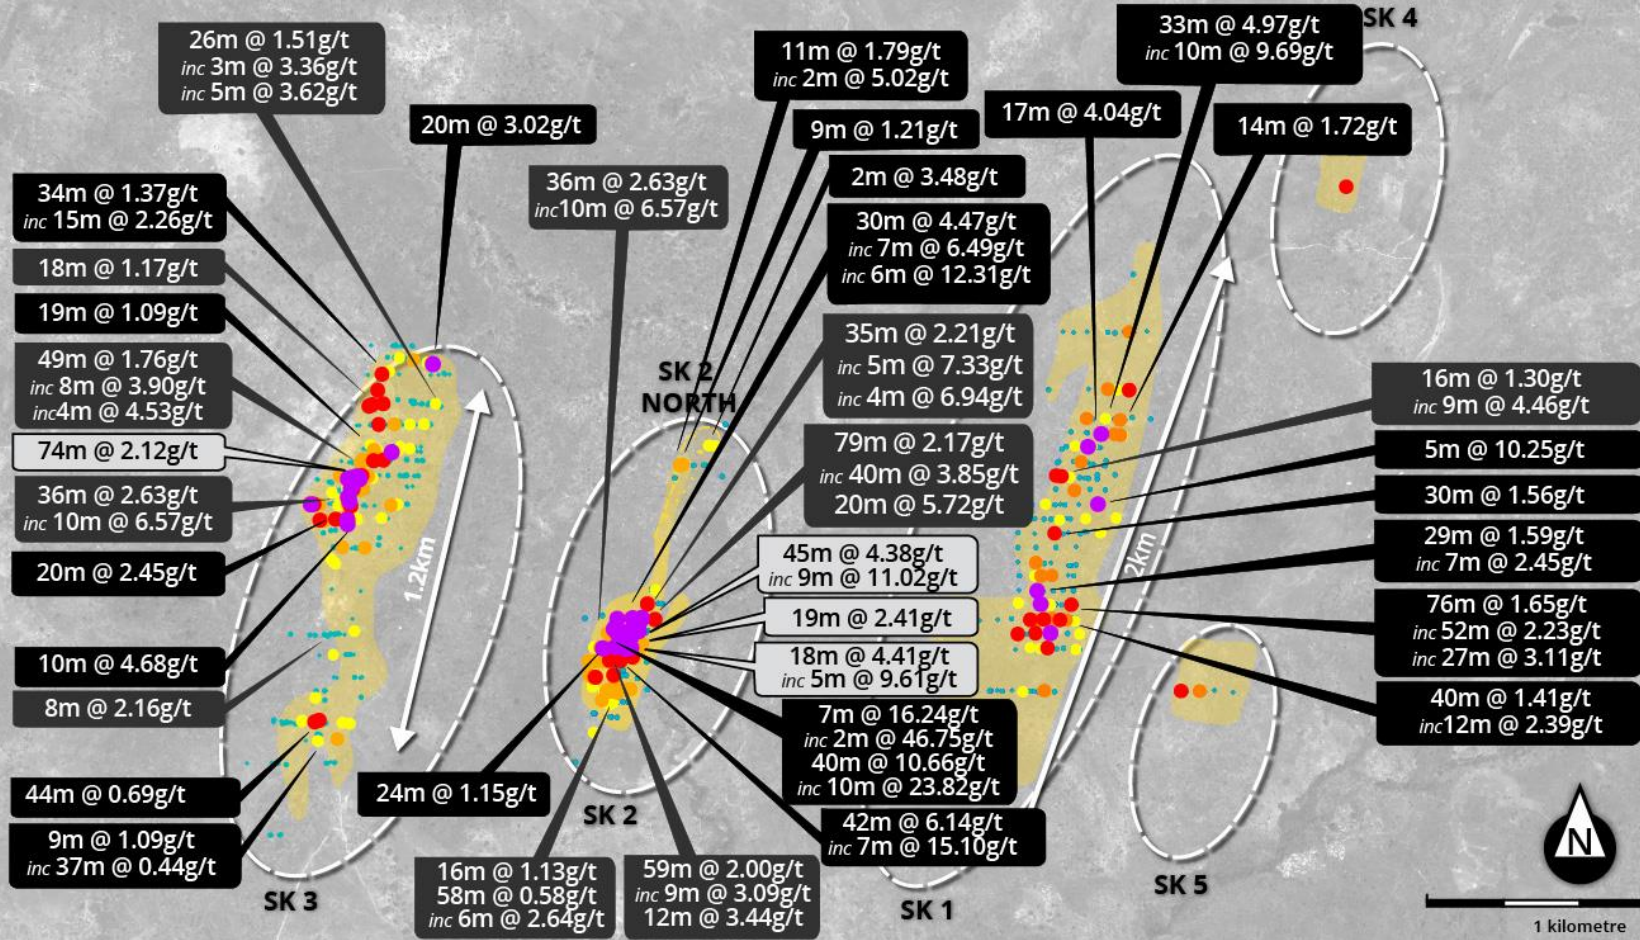 SK 4
26m @ 1.51g/t
inc 3m @ 3.36g/t
inc 5m @ 3.62g/t
20m @ 3.02g/t
34m @ 1.37g/t
inc 15m @ 2.26g/t
18m @ 1.17g/t
19m @ 1.09g/t
49m @ 1.76g/t
inc 8m @ 3.90g/t
inc4m @ 4.53g/t
74m @ 2.12g/t
36m @ 2.63g/t
inc 10m @ 6.57g/t
20m @ 2.45g/t
10m @ 4.68g/t
8m @ 2.16g/t
44m @ 0.69g/t
9m @ 1.09g/t
inc 37m @ 0.44g/t
1.2km
SK 3
36m @ 2.63g/t
inc10m @ 6.57g/t
11m @ 1.79g/t
inc 2m @ 5.02g/t
9m @ 1.21g/t
2m @ 3.48g/t
30m @ 4.47g/t
inc 7m @ 6.49g/t
inc 6m @ 12.31g/t
35m @ 2.21g/t
inc 5m @ 7.33g/t
inc 4m @ 6.94g/t
SK 2
NORTH
79m @ 2.17g/t
inc 40m @ 3.85g/t
20m @ 5.72g/t
45m @ 4.38g/t
inc 9m @ 11.02g/t
19m @ 2.41g/t
18m @ 4.41g/t
inc 5m @ 9.61g/t
7m @ 16.24g/t
inc 2m @ 46.75g/t
40m @ 10.66g/t
inc 10m @ 23.82g/t
42m @ 6.14g/t
inc 7m @ 15.10g/t
24m @ 1.15g/t
SK 2
16m @ 1.13g/t
58m @ 0.58g/t
inc 6m @ 2.64g/t
59m @ 2.00g/t
inc 9m @ 3.09g/t
12m @ 3.44g/t
33m @ 4.97g/t
inc 10m @ 9.69g/t
17m @ 4.04g/t
14m @ 1.72g/t
16m @ 1.30g/t
inc 9m @ 4.46g/t
5m @ 10.25g/t
30m @ 1.56g/t
29m @ 1.59g/t
inc 7m @ 2.45g/t
76m @ 1.65g/t
inc 52m @ 2.23g/t
inc 27m @ 3.11g/t
40m @ 1.41g/t
inc12m @ 2.39g/t
2km
SK 1
SK 5
N
1 kilometre